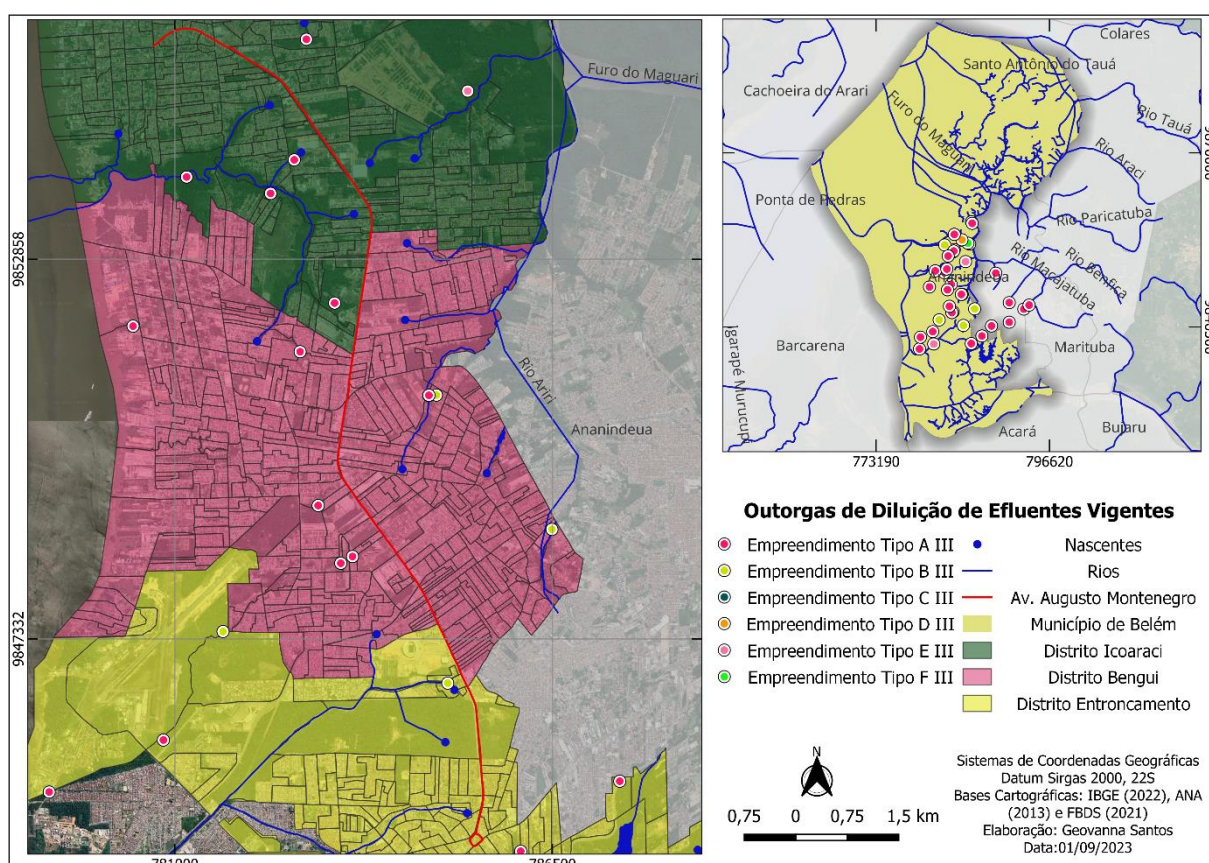 Furo do Maguari
Rio Ariri
Ananindeua
9852858
9847332
781000
786500
Colares
Santo Antônio do Tauá
Cachoeira do Arari
Rio Tauá
Furo do Maguari
Rio Araci
Ponta de Pedras
Rio Paricatuba
Ananindeua
Rio Benfica
Rio Macajatuba
Barcarena
Marituba
Igarapé Murucupi
Acará
Bujaru
773190
796620
Outorgas de Diluição de Efluentes Vigentes
Empreendimento Tipo A III
Empreendimento Tipo B III
Empreendimento Tipo C III
Empreendimento Tipo D III
Empreendimento Tipo E III
Empreendimento Tipo F III
Nascentes
Rios
Av. Augusto Montenegro
Município de Belém
Distrito Icoaraci
Distrito Bengui
Distrito Entroncamento
N
0,75 0 0,75 1,5 km
Sistemas de Coordenadas Geográficas
Datum Sirgas 2000, 22S
Bases Cartográficas: IBGE (2022), ANA
(2013) e FBDS (2021)
Elaboração: Geovanna Santos
Data:01/09/2023